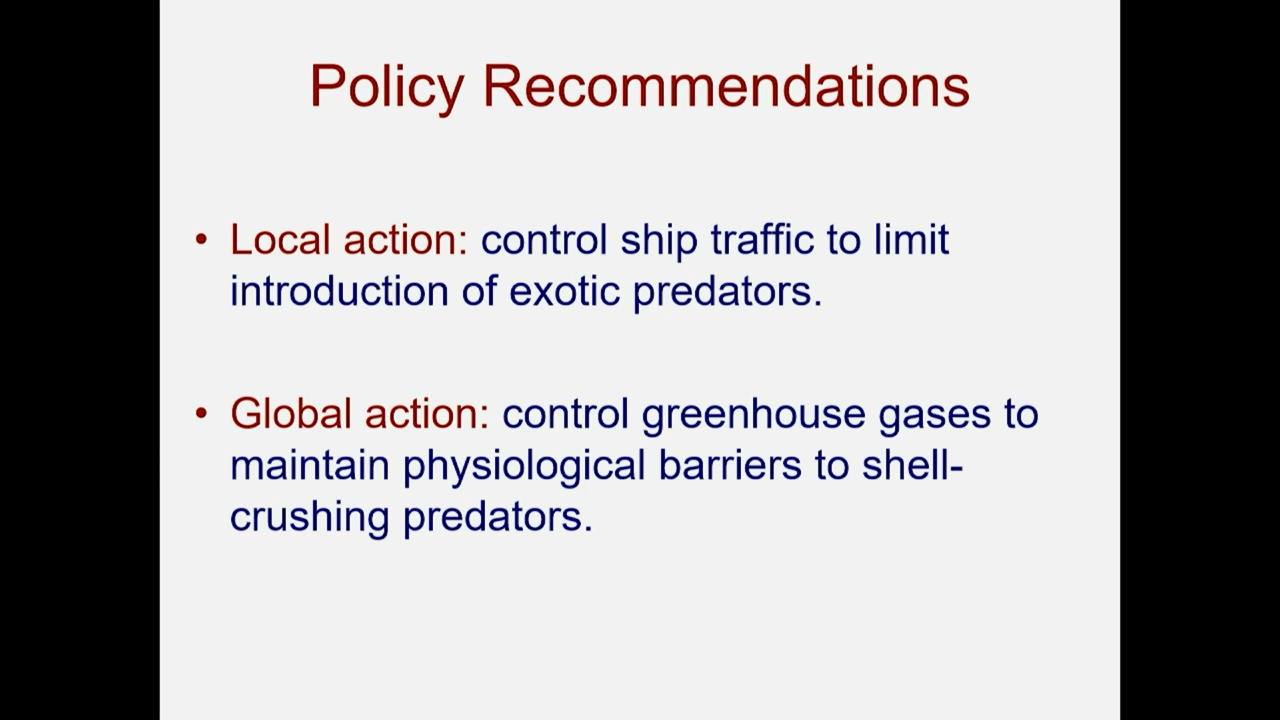 Policy Recommendations
• Local action: control ship traffic to limit
introduction of exotic predators.
• Global action: control greenhouse gases to
maintain physiological barriers to shell-
crushing predators.